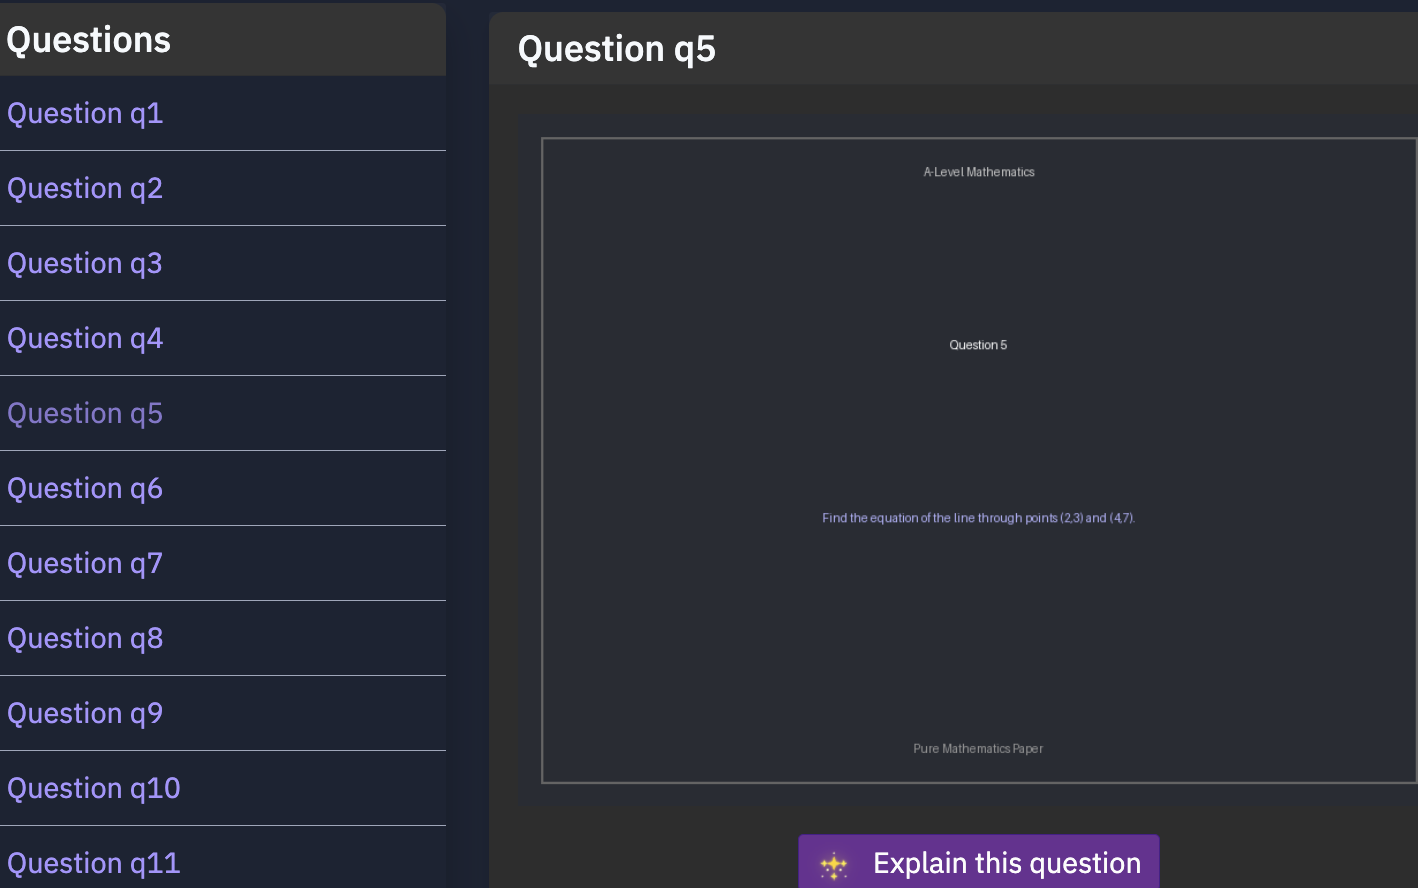 Questions
Question q1
Question q2
Question q3
Question q4
Question q5
Question q6
Question q7
Question q8
Question q9
Question q10
Question q11
Question q5
A-Level Mathematics
Question 5
Find the equation of the line through points (2,3) and (4,7).
Pure Mathematics Paper
Explain this question